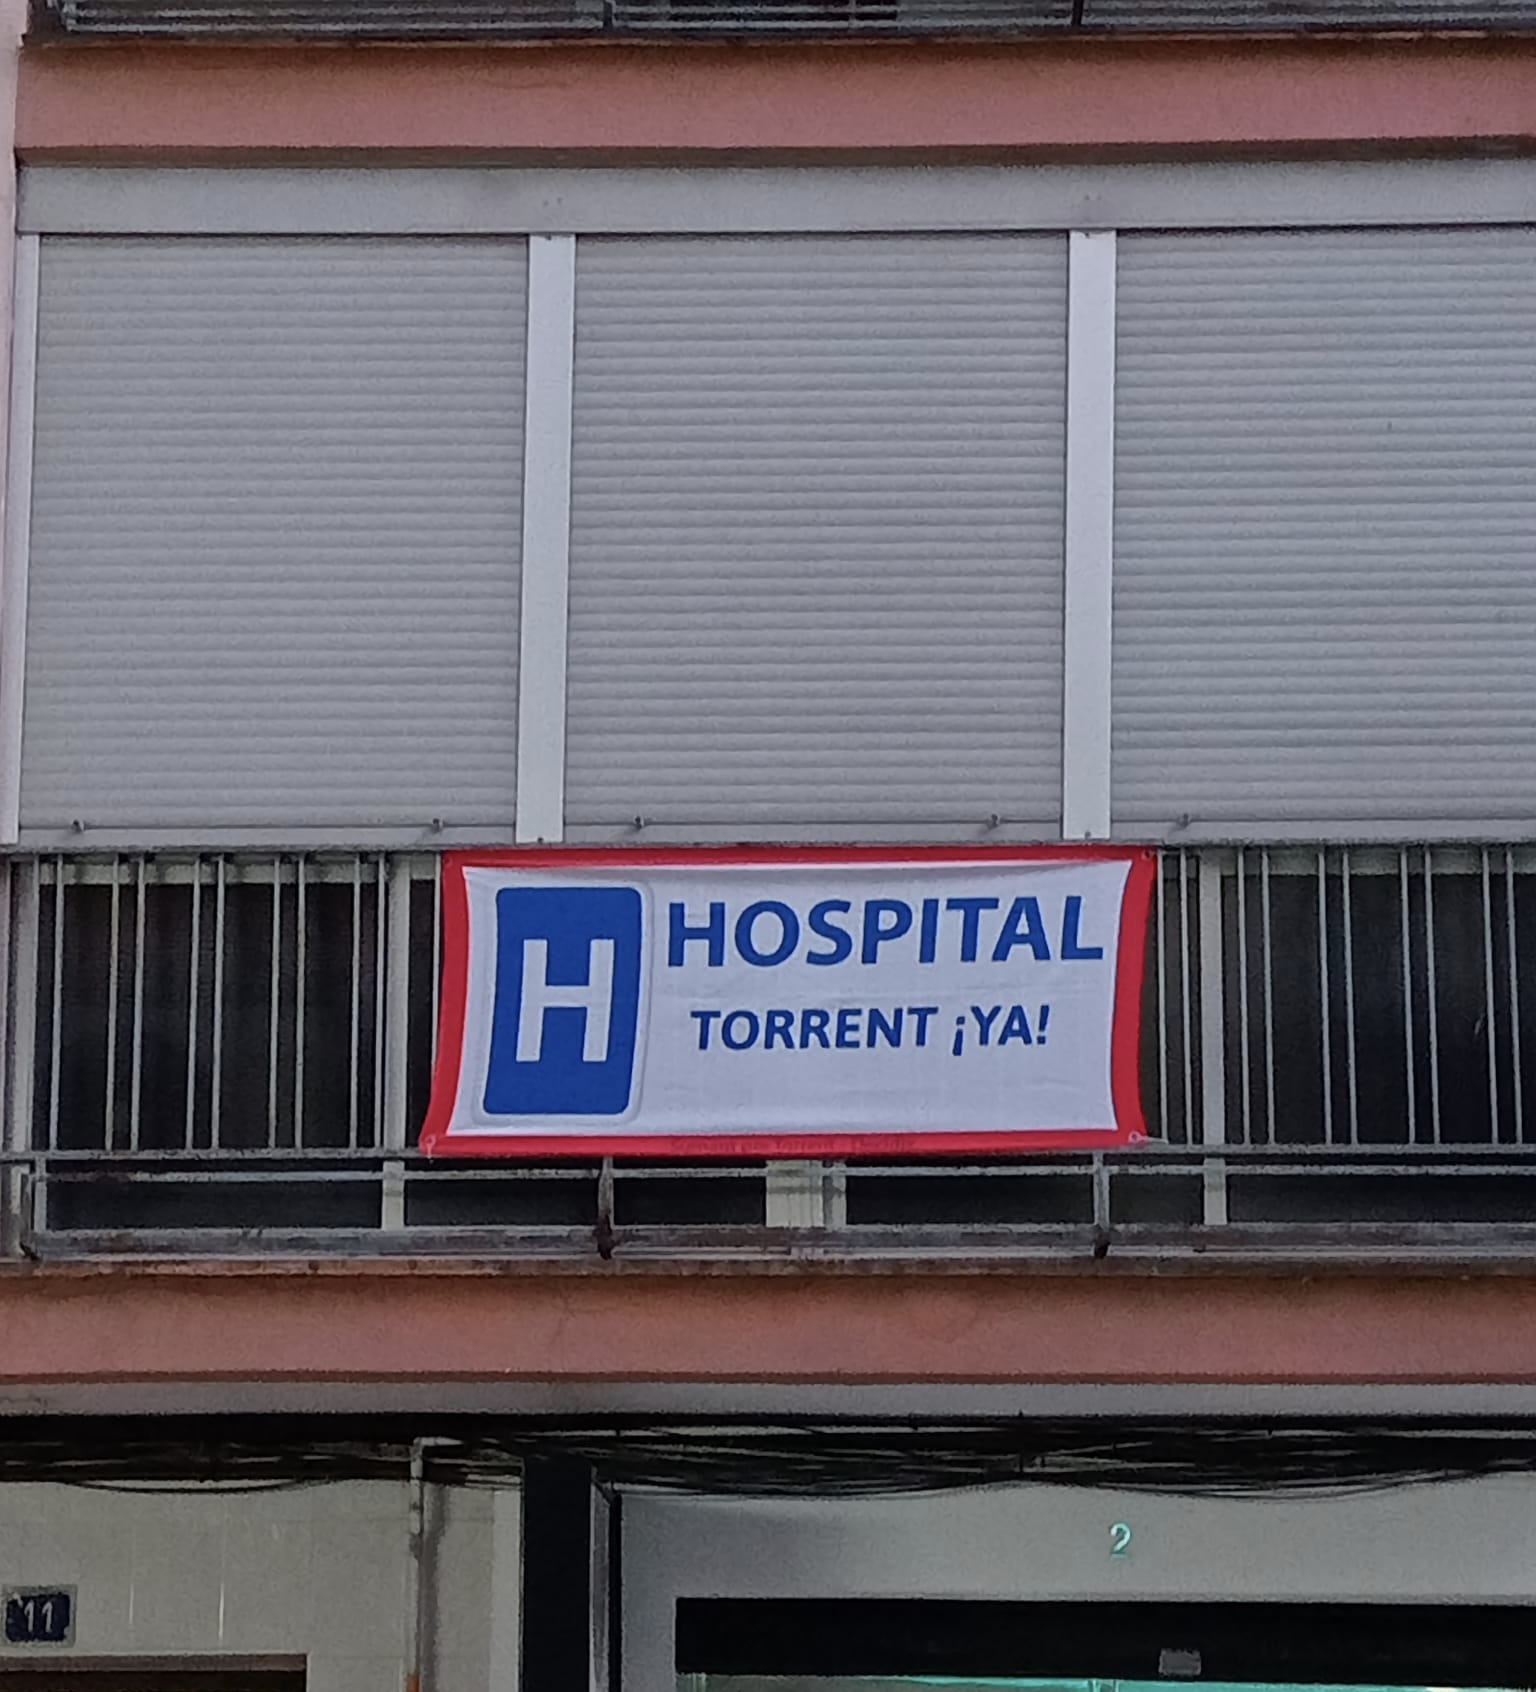 H
HOSPITAL
TORRENT ¡YA!
11
2